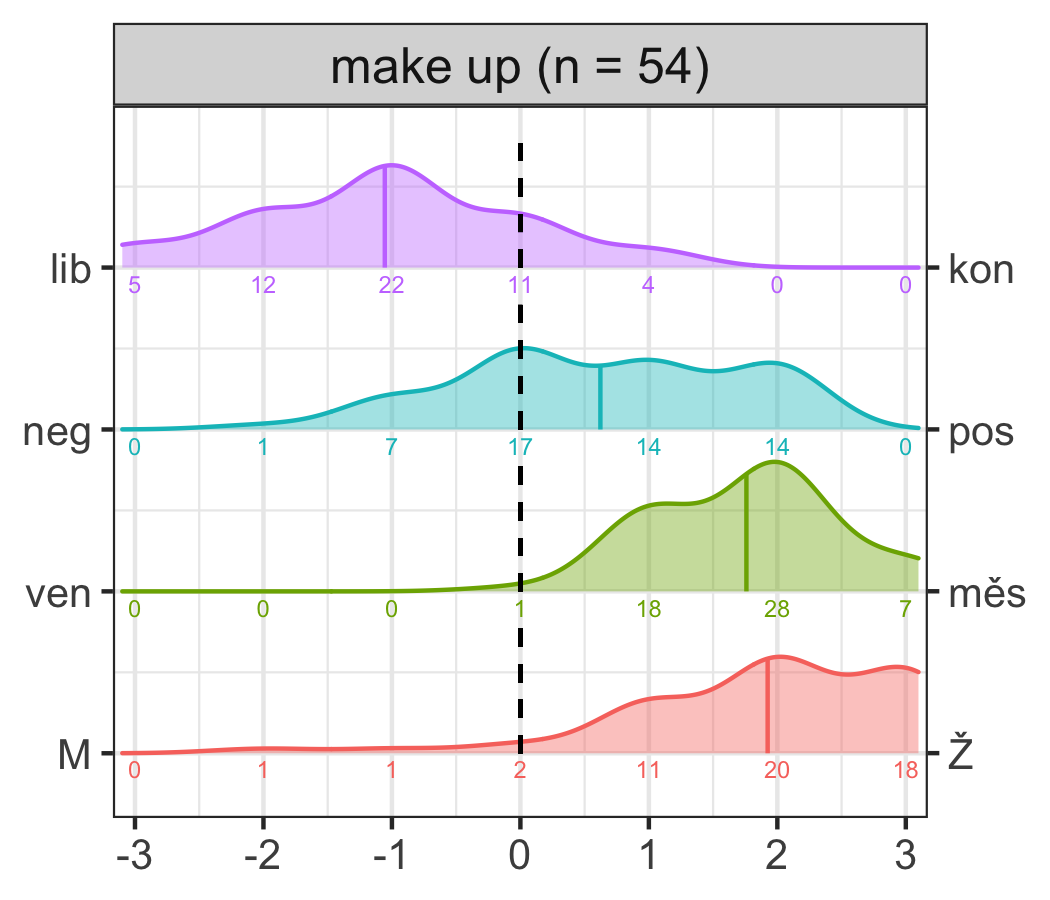 make up (n = 54)
lib kon
5 12 22 11 4 0 0
neg pos
0 1 7 17 14 14 0
ven měs
0 0 0 1 18 28 7
M Ž
0 1 1 2 11 20 18
-3 -2 -1 0 1 2 3